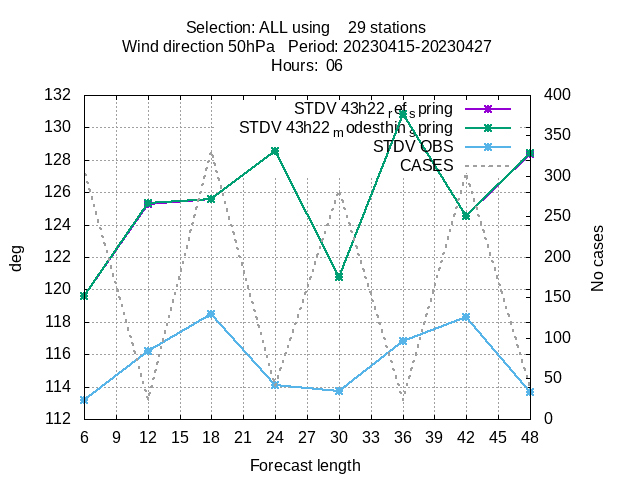 Selection: ALL using 29 stations
Wind direction 50hPa Period: 20230415-20230427
Hours: 06
132
130
128
126
124
122
120
118
116
114
112
deg
400
350
300
250
200
150
100
50
0
No cases
STDV 43h22_ref_spring
STDV 43h22_modesthin_spring
STDV OBS
CASES
6 9 12 15 18 21 24 27 30 33 36 39 42 45 48
Forecast length